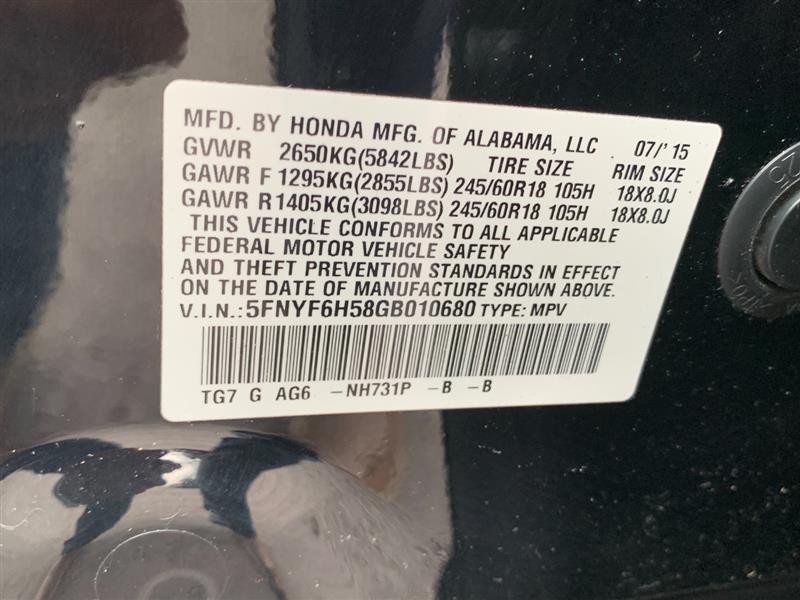 MFD. BY HONDA MFG. OF ALABAMA, LLC 07/'15
GVWR 2650KG(5842LBS) TIRE SIZE RIM SIZE
GAWR F 1295KG(2855LBS) 245/60R18 105H 18X8.0J
GAWR R1405KG(3098LBS) 245/60R18 105H 18X8.0J
THIS VEHICLE CONFORMS TO ALL APPLICABLE
FEDERAL MOTOR VEHICLE SAFETY
AND THEFT PREVENTION STANDARDS IN EFFECT
ON THE DATE OF MANUFACTURE SHOWN ABOVE.
V.I.N.: 5FNYF6H58GB010680 TYPE: MPV
TG7 G AG6 -NH731P -B -B